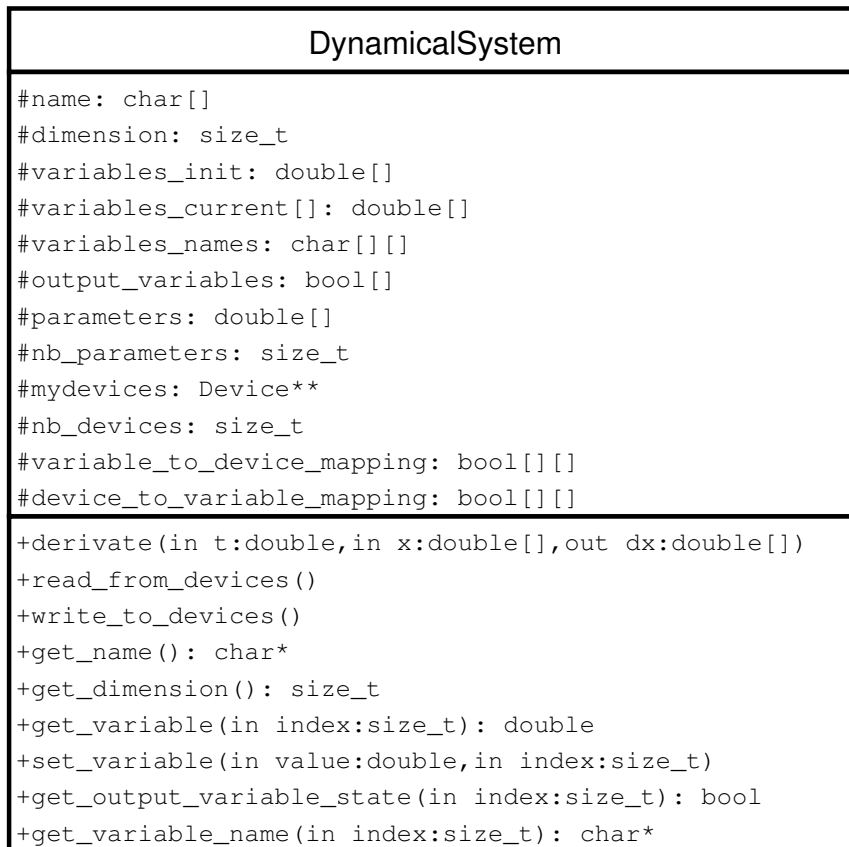 DynamicalSystem
#name: char[]
#dimension: size_t
#variables_init: double[]
#variables_current[]: double[]
#variables_names: char[][]
#output_variables: bool[]
#parameters: double[]
#nb_parameters: size_t
#mydevices: Device**
#nb_devices: size_t
#variable_to_device_mapping: bool[][]
#device_to_variable_mapping: bool[][]
+derivate(in t:double,in x:double[],out dx:double[])
+read_from_devices()
+write_to_devices()
+get_name(): char*
+get_dimension(): size_t
+get_variable(in index:size_t): double
+set_variable(in value:double,in index:size_t)
+get_output_variable_state(in index:size_t): bool
+get_variable_name(in index:size_t): char*